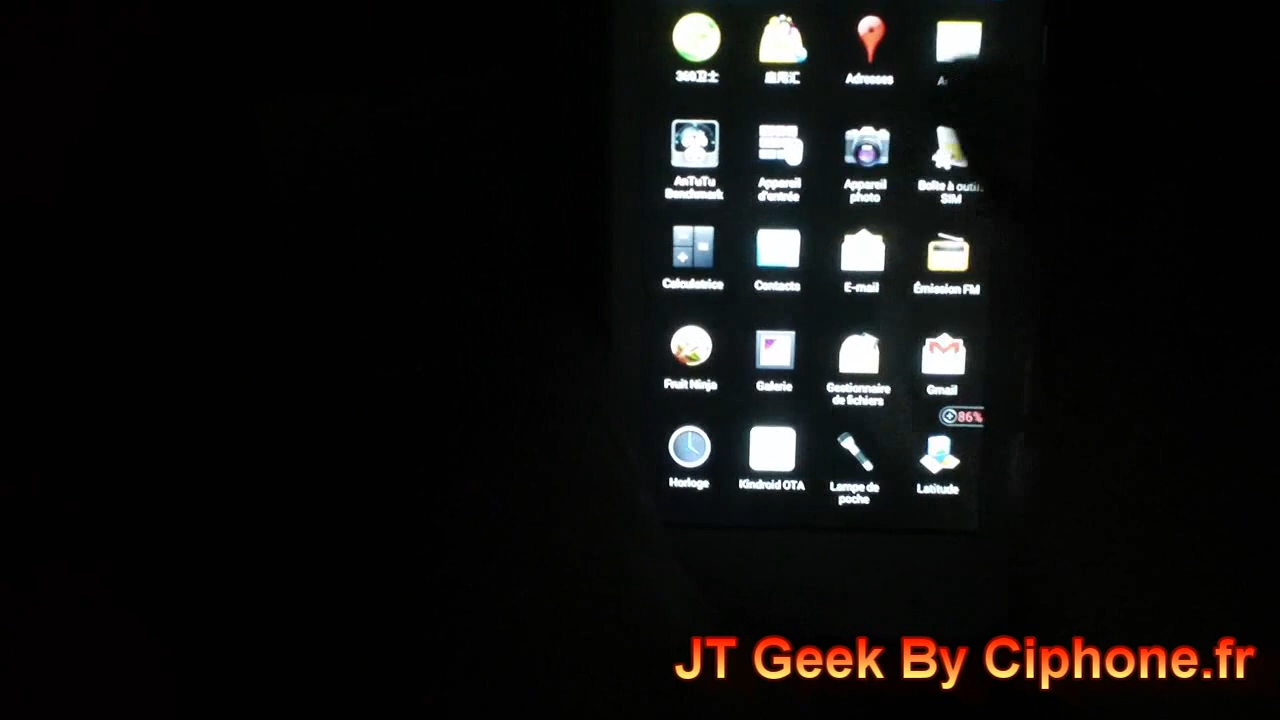 360卫士
应用汇
Adresses
AnTuTu
Benchmark
Appareil
d'entrée
Appareil
photo
Boîte à outils
SIM
Calculatrice
Contacts
E-mail
Émission FM
Fruit Ninja
Galerie
Gestionnaire
de fichiers
Gmail
86%
Horloge
Kindroid OTA
Lampe de
poche
Latitude
JT Geek By Ciphone.fr